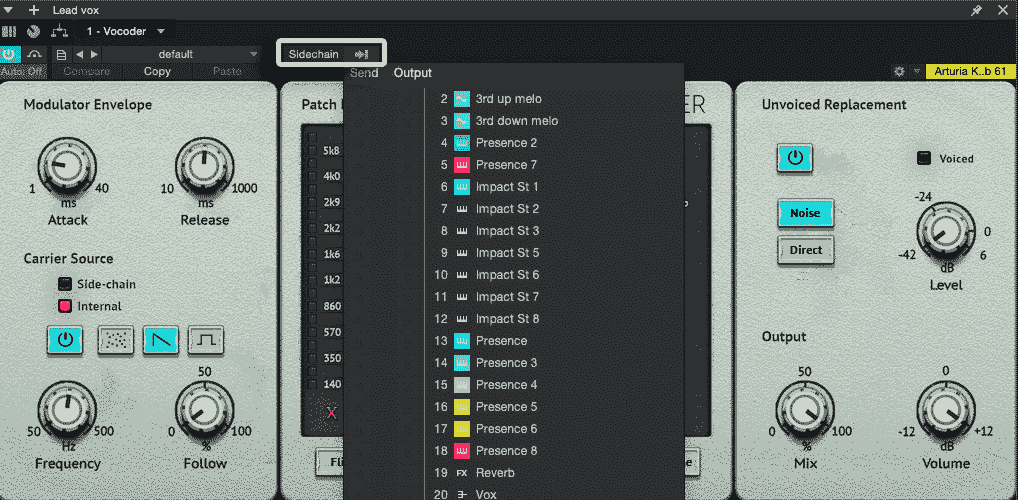 Lead vox
1 - Vocoder
default
Sidechain
Auto: Off
Compare
Copy
Paste
Arturia K..b 61
Send
Output
2 3rd up melo
3 3rd down melo
4 Presence 2
5 Presence 7
6 Impact St 1
7 Impact St 2
8 Impact St 3
9 Impact St 5
10 Impact St 6
11 Impact St 7
12 Impact St 8
13 Presence
14 Presence 3
15 Presence 4
16 Presence 5
17 Presence 6
18 Presence 8
19 FX Reverb
20 Vox
Modulator Envelope
1
40
ms
Attack
10
1000
ms
Release
Carrier Source
Side-chain
Internal
50
500
Hz
Frequency
50
0
100
%
Follow
Patch
5k8
4k0
2k9
2k2
1k6
1k2
860
570
350
140
X
Fli
ER
e
Unvoiced Replacement
Voiced
Noise
Direct
-24
-42
0
6
dB
Level
Output
50
0
100
%
Mix
0
-12
+12
dB
Volume